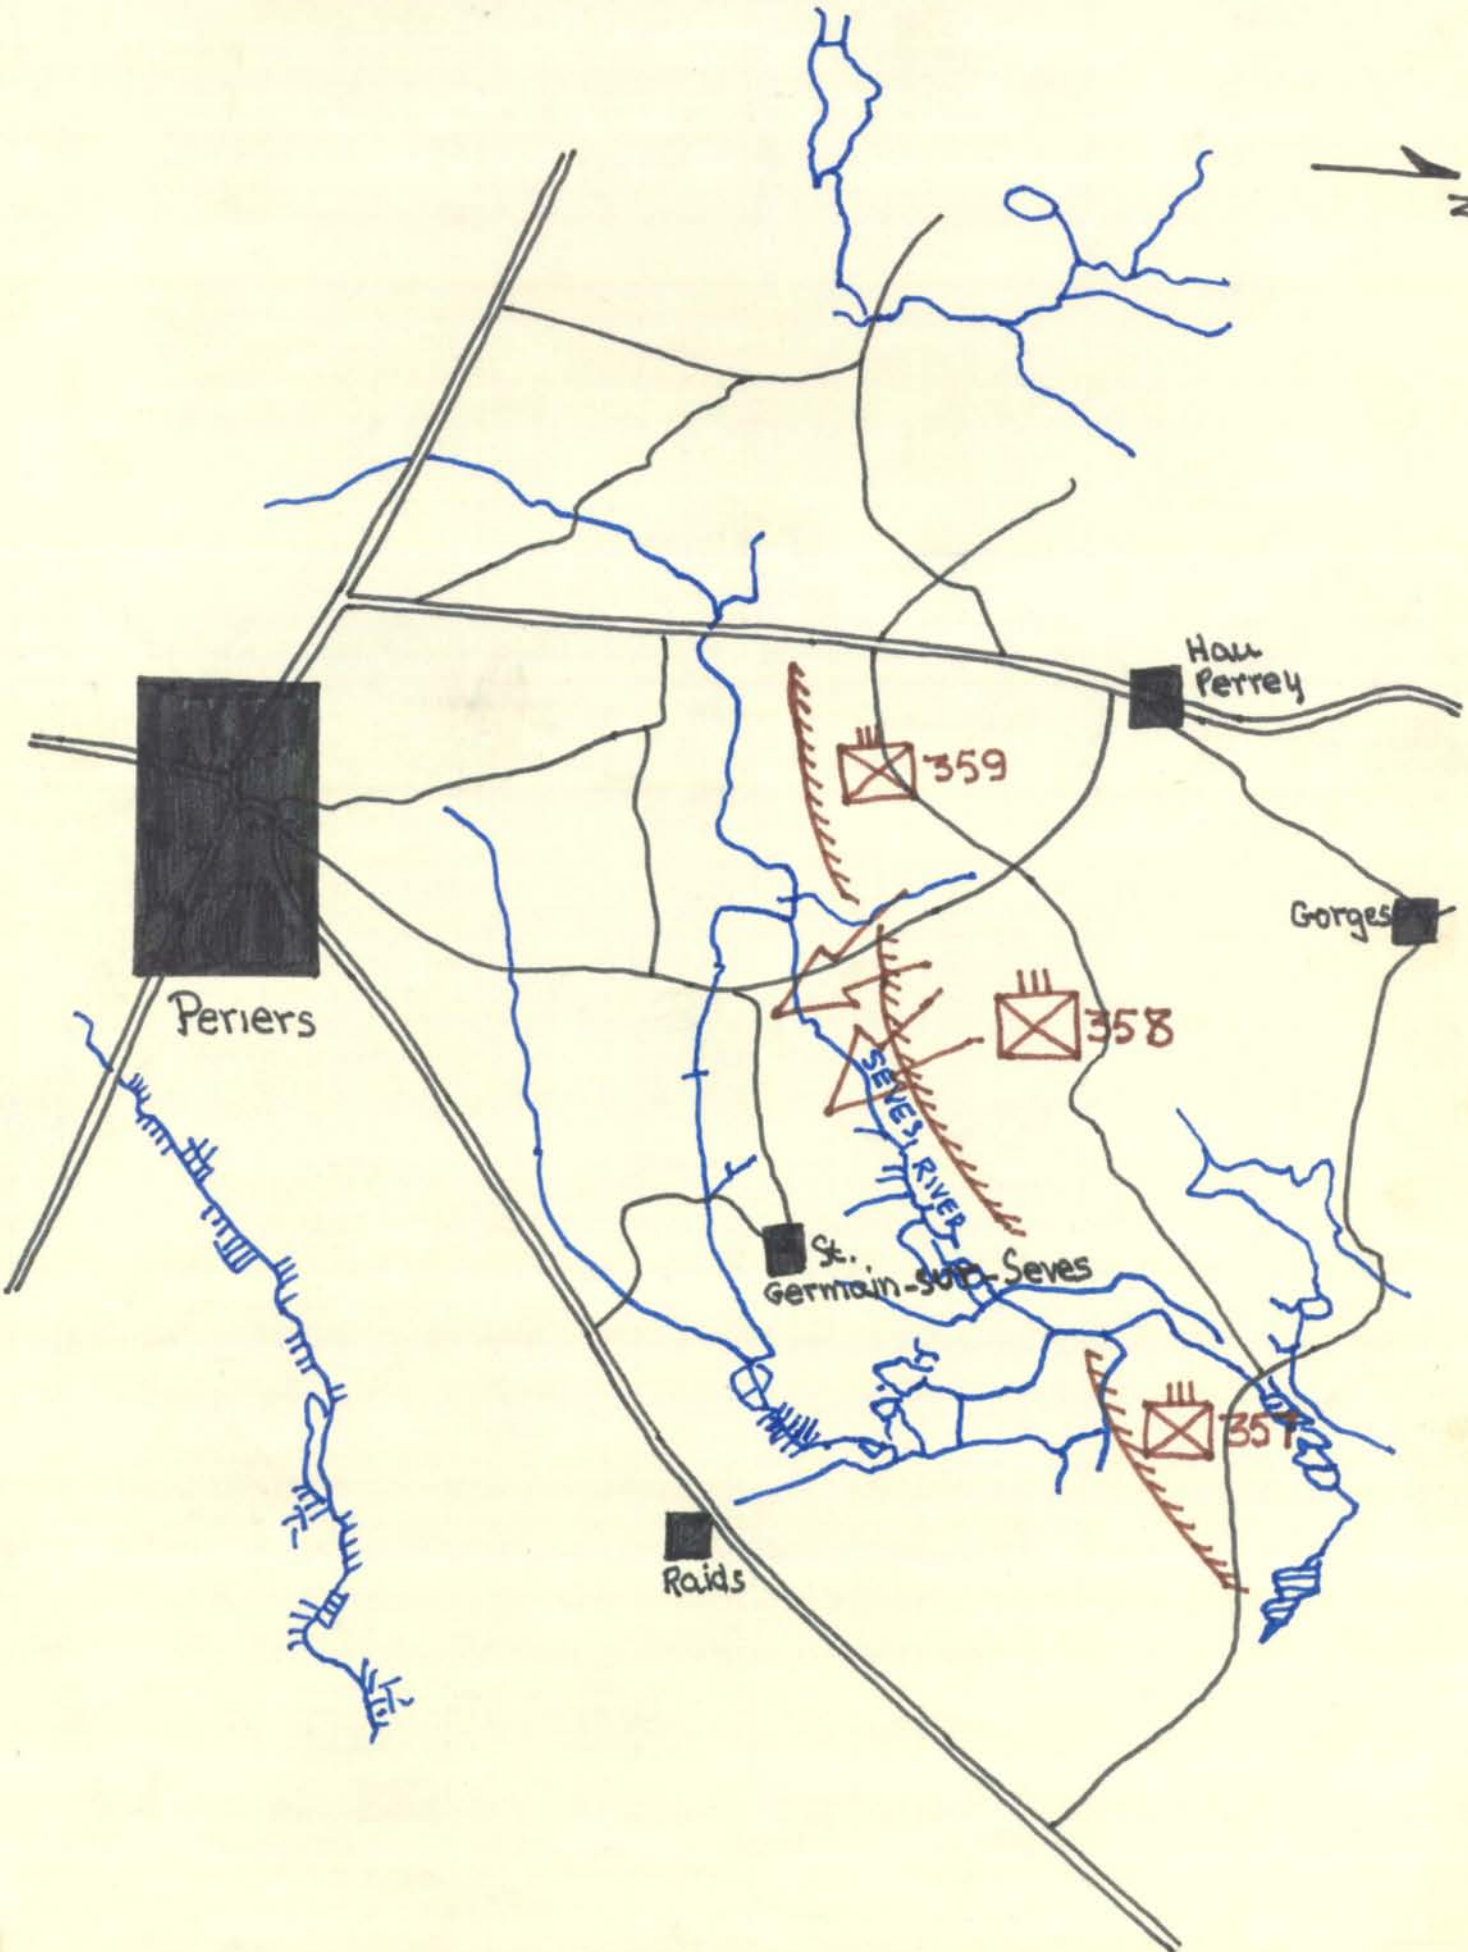 N
Hau
Perrey
359
Gorges
Periers
358
SEVES RIVER
St.
Germain-sur-Seves
357
Raids